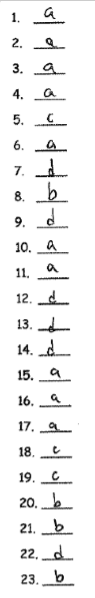 1. a
2. a
3. a
4. a
5. c
6. a
7. d
8. b
9. d
10. a
11. a
12. d
13. d
14. d
15. a
16. a
17. a
18. c
19. c
20. b
21. b
22. d
23. b